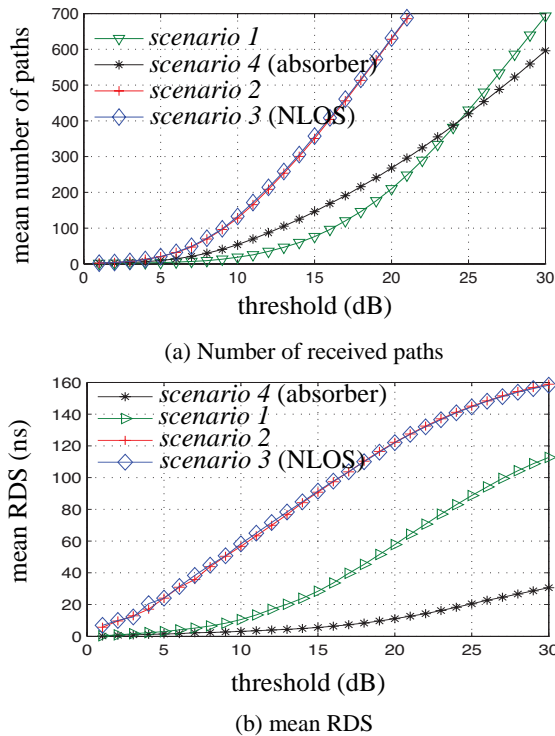 700
600
500
400
300
200
100
0
mean number of paths
scenario 1
scenario 4 (absorber)
scenario 2
scenario 3 (NLOS)
0 5 10 15 20 25 30
threshold (dB)
(a) Number of received paths
160
140
120
100
80
60
40
20
0
mean RDS (ns)
scenario 4 (absorber)
scenario 1
scenario 2
scenario 3 (NLOS)
0 5 10 15 20 25 30
threshold (dB)
(b) mean RDS